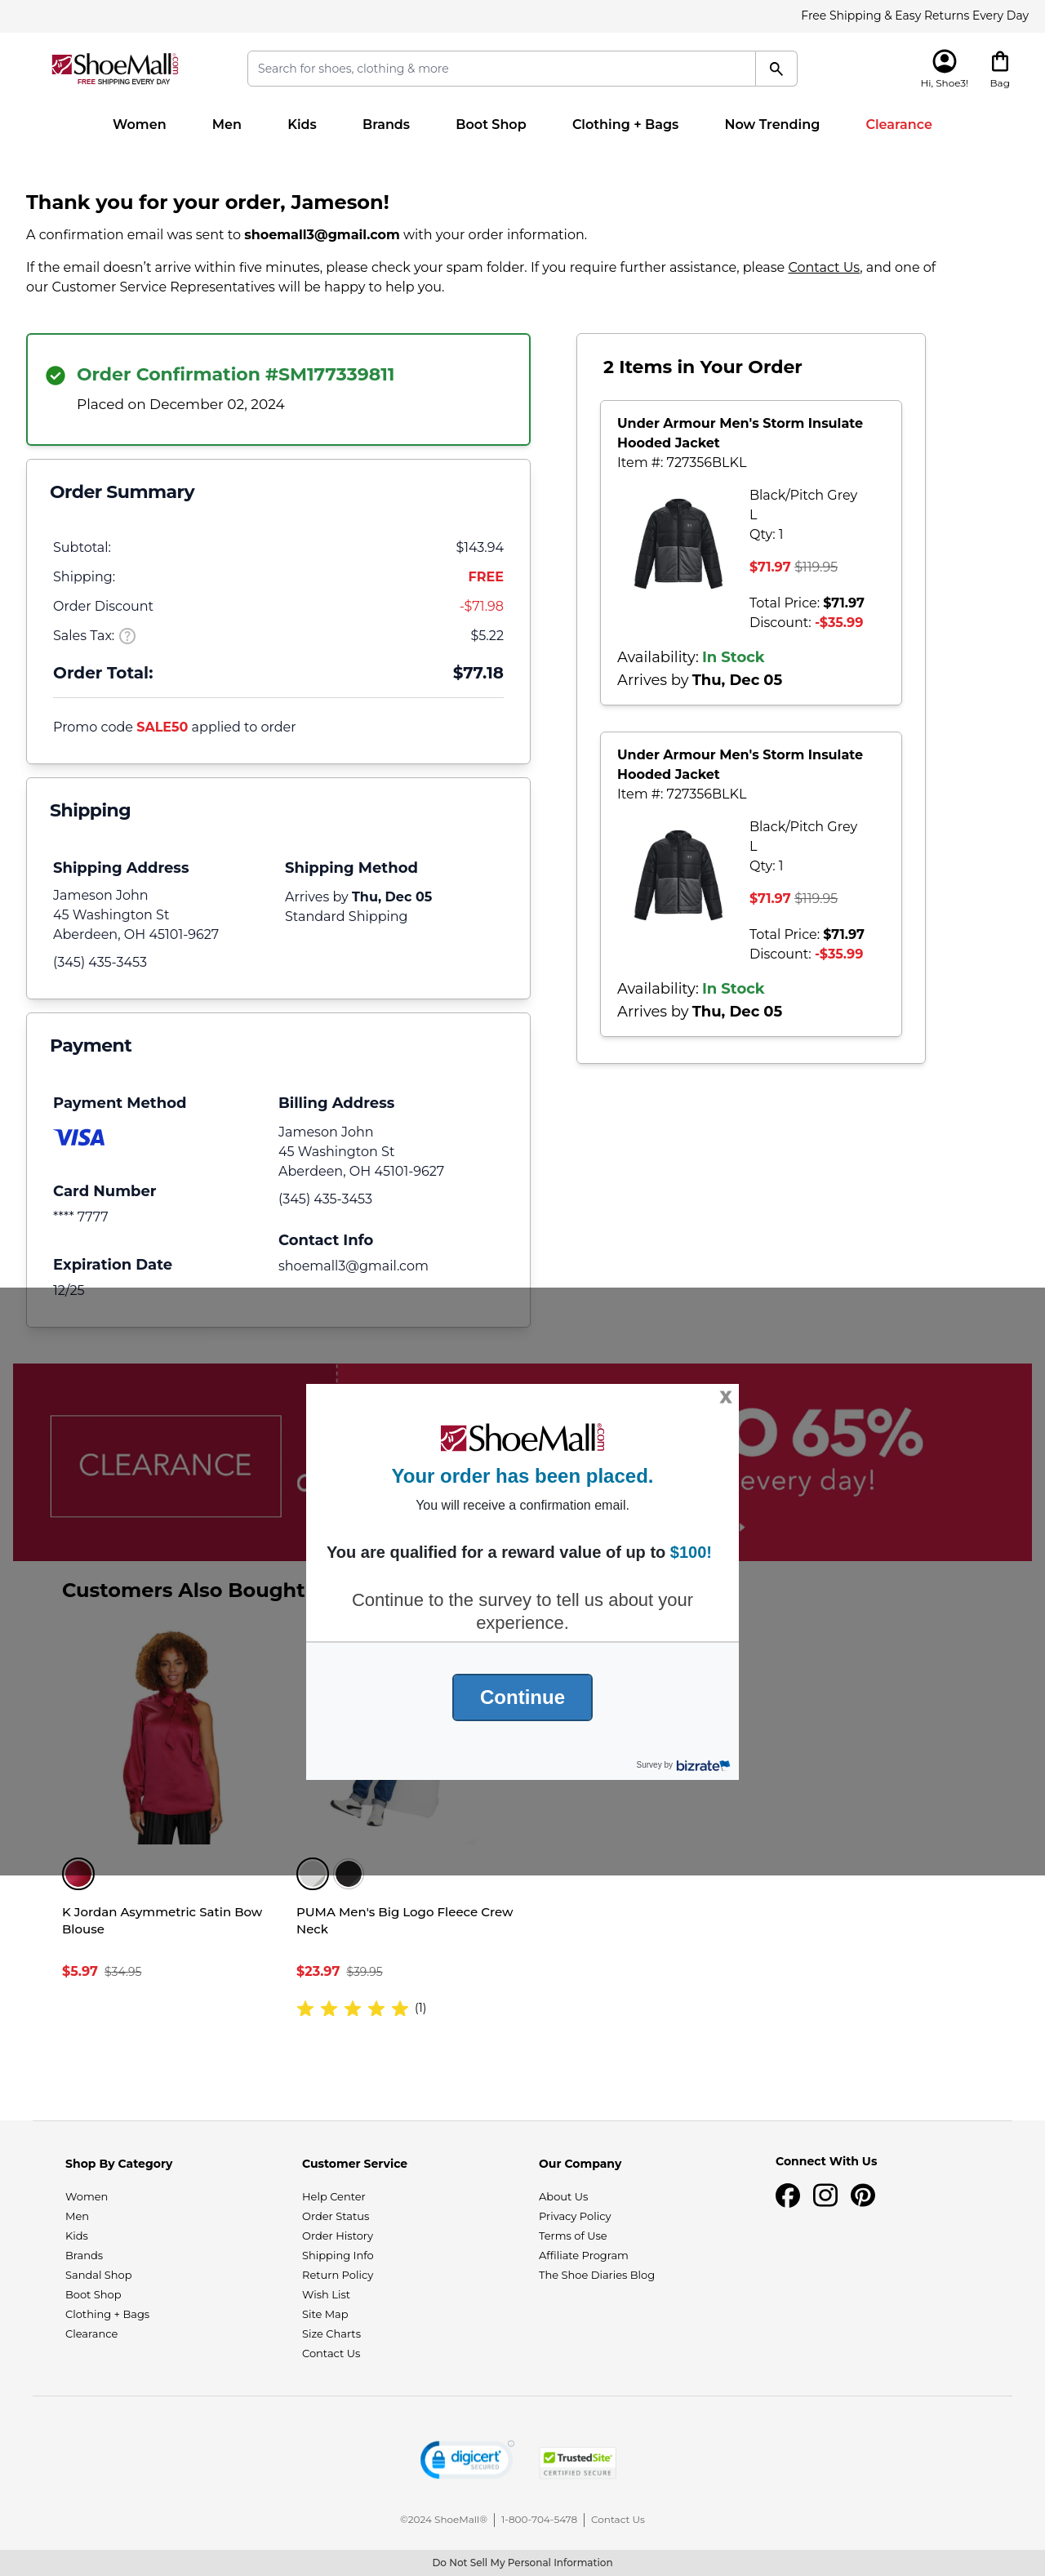 Free Shipping & Easy Returns Every Day
ShoeMall.com
FREE SHIPPING EVERY DAY
Search for shoes, clothing & more
Hi, Shoe3!
Bag
Women Men Kids Brands Boot Shop Clothing + Bags Now Trending Clearance
Thank you for your order, Jameson!
A confirmation email was sent to shoemall3@gmail.com with your order information.
If the email doesn’t arrive within five minutes, please check your spam folder. If you require further assistance, please Contact Us, and one of
our Customer Service Representatives will be happy to help you.
Order Confirmation #SM177339811
Placed on December 02, 2024
Order Summary
Subtotal: $143.94
Shipping: FREE
Order Discount -$71.98
Sales Tax: ? $5.22
Order Total: $77.18
Promo code SALE50 applied to order
Shipping
Shipping Address
Jameson John
45 Washington St
Aberdeen, OH 45101-9627
(345) 435-3453
Shipping Method
Arrives by Thu, Dec 05
Standard Shipping
Payment
Payment Method
VISA
Card Number
**** 7777
Expiration Date
12/25
Billing Address
Jameson John
45 Washington St
Aberdeen, OH 45101-9627
(345) 435-3453
Contact Info
shoemall3@gmail.com
2 Items in Your Order
Under Armour Men's Storm Insulate
Hooded Jacket
Item #: 727356BLKL
Black/Pitch Grey
L
Qty: 1
$71.97 $119.95
Total Price: $71.97
Discount: -$35.99
Availability: In Stock
Arrives by Thu, Dec 05
Under Armour Men's Storm Insulate
Hooded Jacket
Item #: 727356BLKL
Black/Pitch Grey
L
Qty: 1
$71.97 $119.95
Total Price: $71.97
Discount: -$35.99
Availability: In Stock
Arrives by Thu, Dec 05
CLEARANCE
O 65%
every day!
X
ShoeMall.com
Your order has been placed.
You will receive a confirmation email.
You are qualified for a reward value of up to $100!
Continue to the survey to tell us about your
experience.
Continue
Survey by bizrate
Customers Also Bought
K Jordan Asymmetric Satin Bow
Blouse
$5.97 $34.95
PUMA Men's Big Logo Fleece Crew
Neck
$23.97 $39.95
(1)
Shop By Category
Women
Men
Kids
Brands
Sandal Shop
Boot Shop
Clothing + Bags
Clearance
Customer Service
Help Center
Order Status
Order History
Shipping Info
Return Policy
Wish List
Site Map
Size Charts
Contact Us
Our Company
About Us
Privacy Policy
Terms of Use
Affiliate Program
The Shoe Diaries Blog
Connect With Us
digicert
SECURED
TrustedSite
CERTIFIED SECURE
©2024 ShoeMall® 1-800-704-5478 Contact Us
Do Not Sell My Personal Information